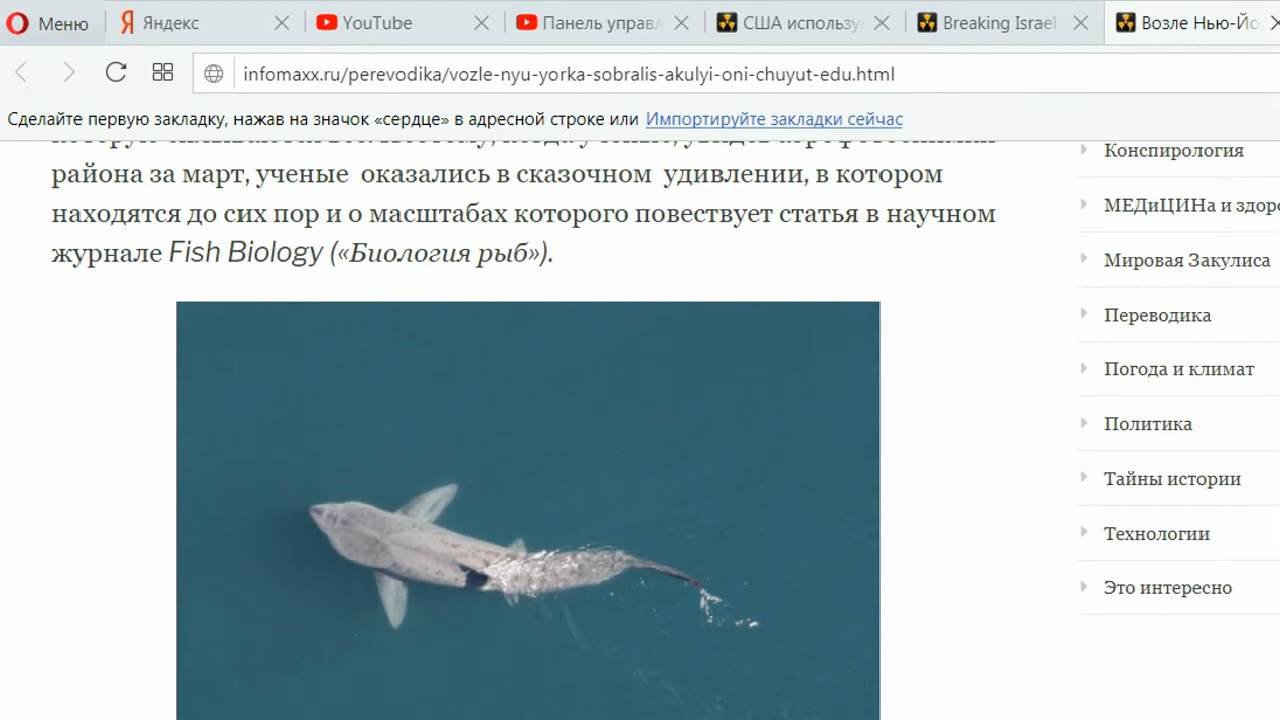 Меню
Яндекс
YouTube
Панель управл
США использу
Breaking Israel
Возле Нью-Йо
infomaxx.ru/perevodika/vozle-nyu-yorka-sobralis-akulyi-oni-chuyut-edu.html
Сделайте первую закладку, нажав на значок «сердце» в адресной строке или Импортируйте закладки сейчас
района за март, ученые оказались в сказочном удивлении, в котором
находятся до сих пор и о масштабах которого повествует статья в научном
журнале Fish Biology («Биология рыб»).
Конспирология
МЕДиЦИНа и здоро
Мировая Закулиса
Переводика
Погода и климат
Политика
Тайны истории
Технологии
Это интересно